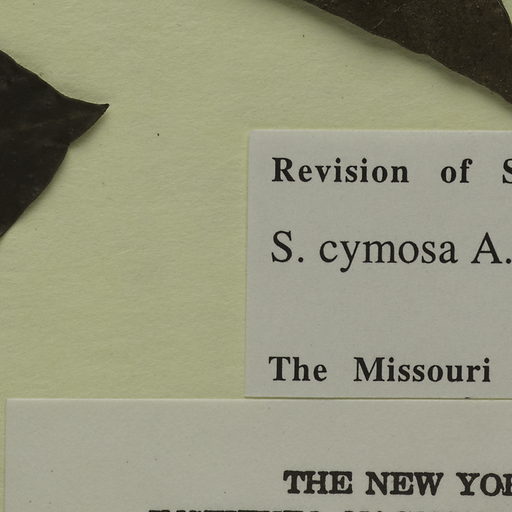 Revision of S
S. cymosa A.
The Missouri
THE NEW YO